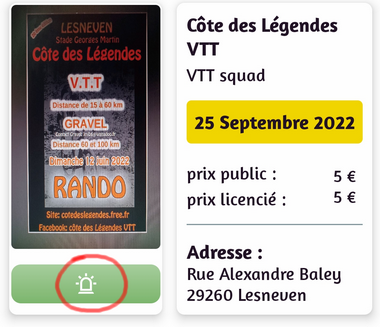 LESNEVEN
Stade Georges Martin
Côte des Légendes
V.T.T
Distance de 15 à 60 km
GRAVEL
Distance 60 et 100 km
Dimanche 12 juin 2022
RANDO
Site: cotedeslegendes.free.fr
Facebook: côte des Légendes VTT
Côte des Légendes
VTT
VTT squad
25 Septembre 2022
prix public : 5 €
prix licencié : 5 €
Adresse :
Rue Alexandre Baley
29260 Lesneven